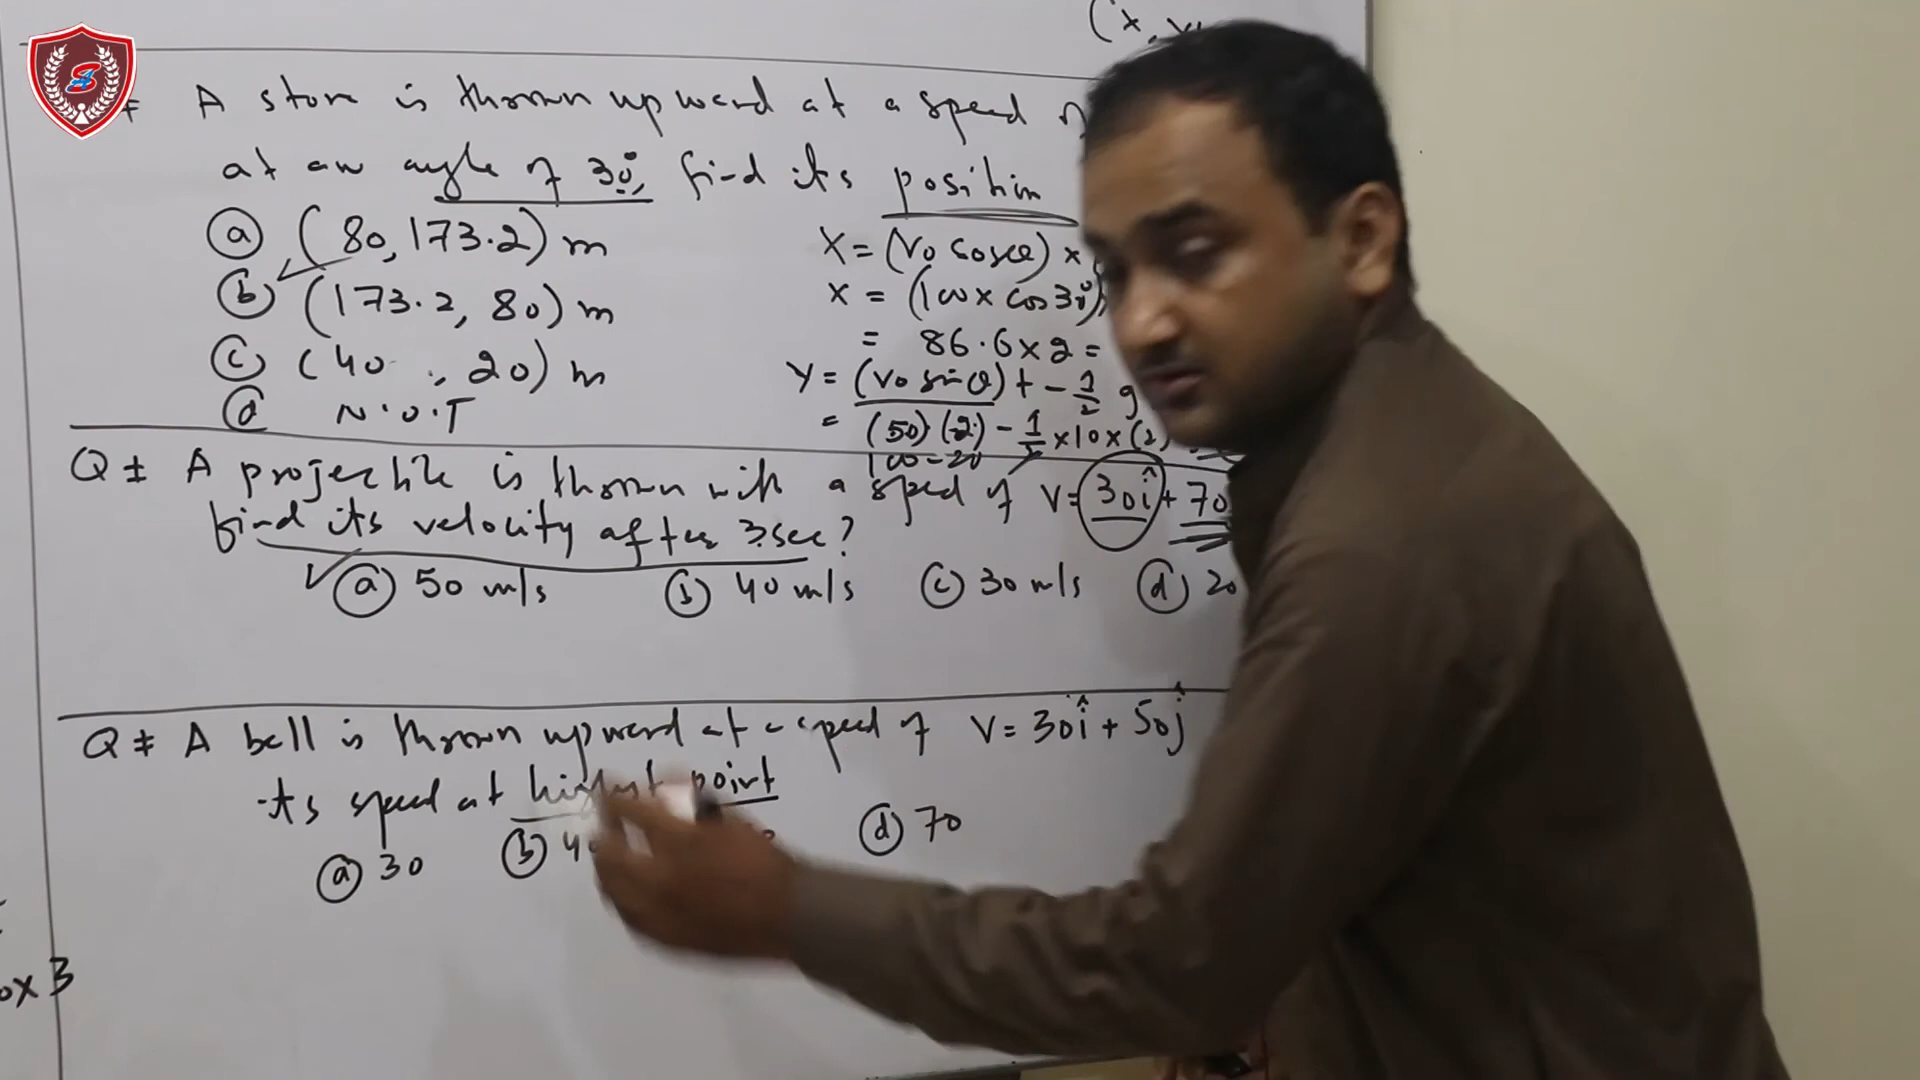 (x, y
A stone is thrown upward at a speed of
at an angle of 30°, find its position
ⓐ (80, 173.2) m
ⓑ (173.2, 80) m
ⓒ (40 , 20) m
ⓓ N.O.T
X = (Vo cosθ) ×
X = (100 × cos 30°)
= 86.6 × 2 =
Y = (Vo sinθ) t - 1/2 g
= (50) (2) - 1/2 × 10 × (2)
100 - 20
Q ± A projectile is thrown with a speed of V = 30î + 70
find its velocity after 3 sec?
ⓐ 50 m/s ⓑ 40 m/s ⓒ 30 m/s ⓓ 20
Q ± A ball is thrown upward at a speed of V = 30î + 50ĵ
its speed at highest point
ⓐ 30 ⓑ 40 ⓓ 70
0 × 3